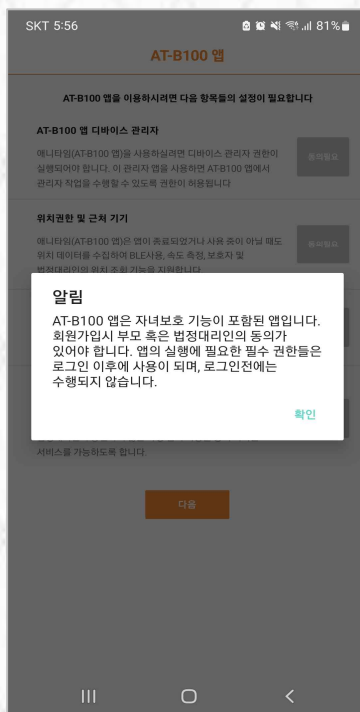 SKT 5:56
81%
AT-B100 앱
AT-B100 앱을 이용하시려면 다음 항목들의 설정이 필요합니다
AT-B100 앱 디바이스 관리자
애니타임(AT-B100 앱)을 사용하실려면 디바이스 관리자 권한이
실행되어야 합니다. 이 관리자 앱을 사용하면 AT-B100 앱에서
관리자 작업을 수행할 수 있도록 권한이 허용됩니다
동의필요
위치권한 및 근처 기기
애니타임(AT-B100 앱)은 앱이 종료되었거나 사용 중이 아닐 때도
위치 데이터를 수집하여 BLE사용, 속도 측정, 보호자 및
법정대리인의 위치 조회 기능을 지원합니다
동의필요
알림
AT-B100 앱은 자녀보호 기능이 포함된 앱입니다.
회원가입시 부모 혹은 법정대리인의 동의가
있어야 합니다. 앱의 실행에 필요한 필수 권한들은
로그인 이후에 사용이 되며, 로그인전에는
수행되지 않습니다.
확인
서비스를 가능하도록 합니다.
다음